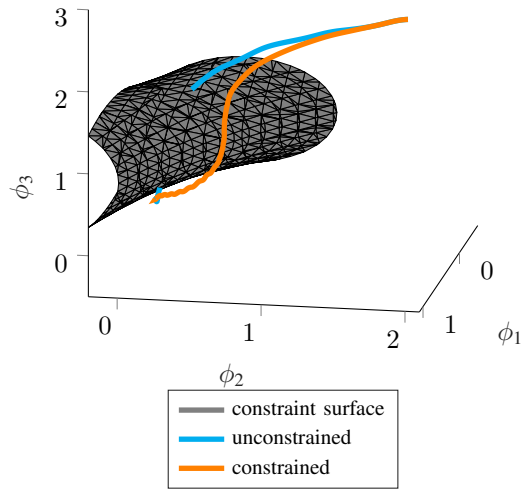 3
2
1
0
ϕ3
0
1
2
ϕ2
1
0
ϕ1
constraint surface
unconstrained
constrained